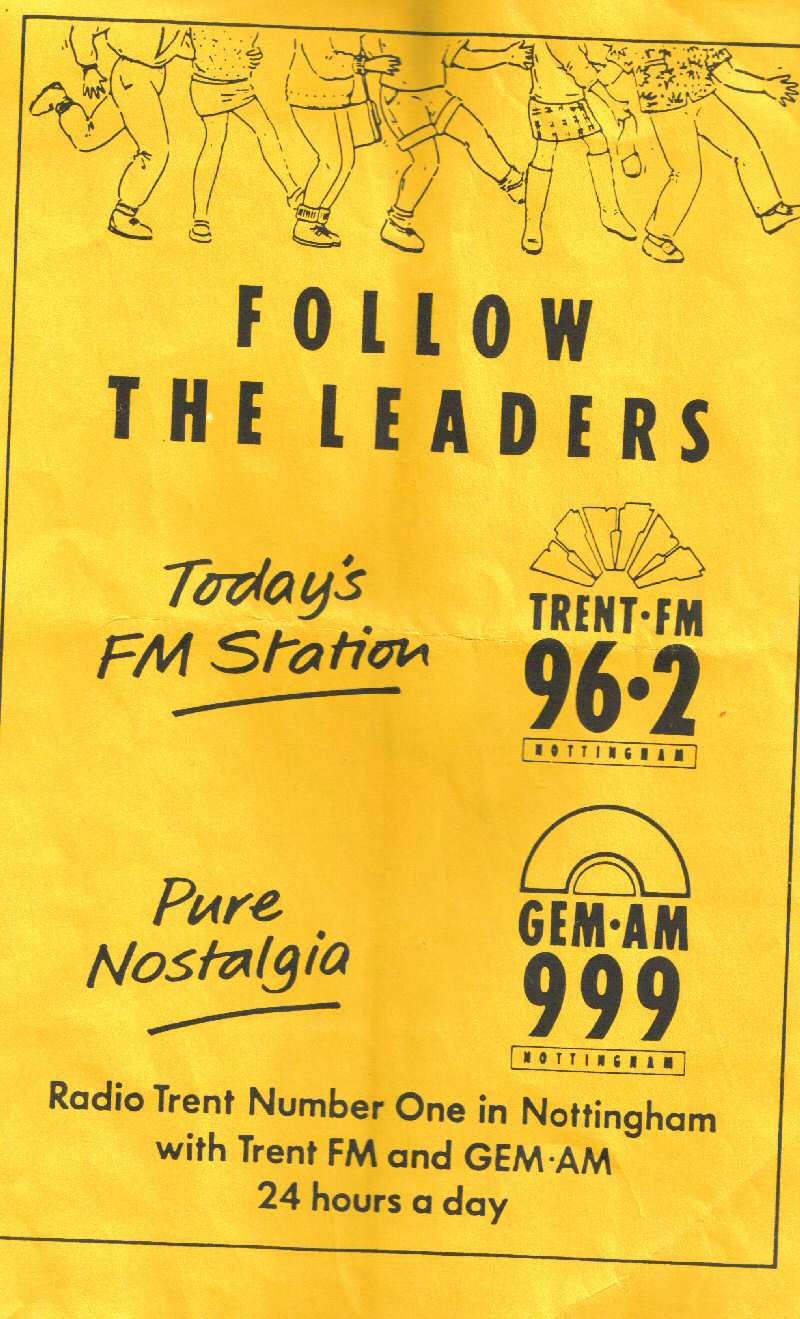 FOLLOW
THE LEADERS
Today's
FM Station
TRENT·FM
96·2
NOTTINGHAM
Pure
Nostalgia
GEM·AM
999
NOTTINGHAM
Radio Trent Number One in Nottingham
with Trent FM and GEM·AM
24 hours a day